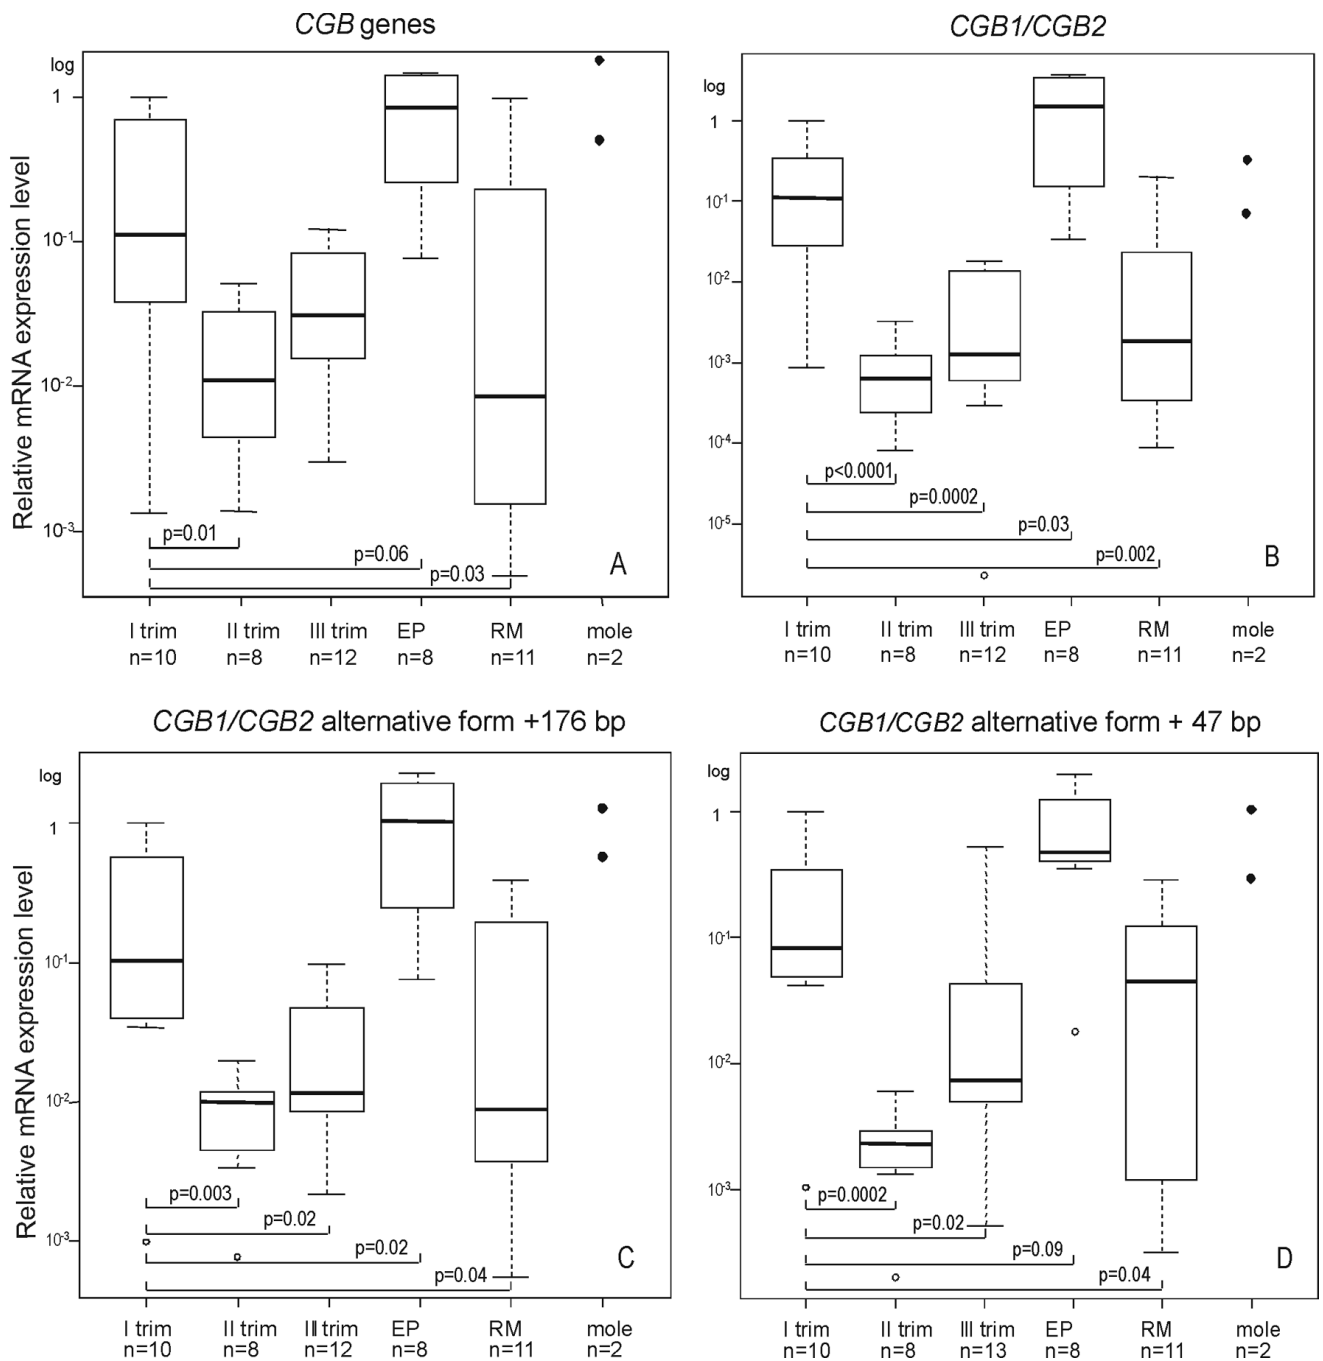 CGB genes
log
1
10-1
10-2
10-3
Relative mRNA expression level
p=0.01
p=0.06
p=0.03
A
I trim II trim III trim EP RM mole
n=10 n=8 n=12 n=8 n=11 n=2
CGB1/CGB2
log
1
10-1
10-2
10-3
10-4
10-5
p<0.0001
p=0.0002
p=0.03
p=0.002
B
I trim II trim III trim EP RM mole
n=10 n=8 n=12 n=8 n=11 n=2
CGB1/CGB2 alternative form +176 bp
log
1
10-1
10-2
10-3
Relative mRNA expression level
p=0.003
p=0.02
p=0.02
p=0.04
C
I trim II trim III trim EP RM mole
n=10 n=8 n=12 n=8 n=11 n=2
CGB1/CGB2 alternative form + 47 bp
log
1
10-1
10-2
10-3
p=0.0002
p=0.02
p=0.09
p=0.04
D
I trim II trim III trim EP RM mole
n=10 n=8 n=13 n=8 n=11 n=2